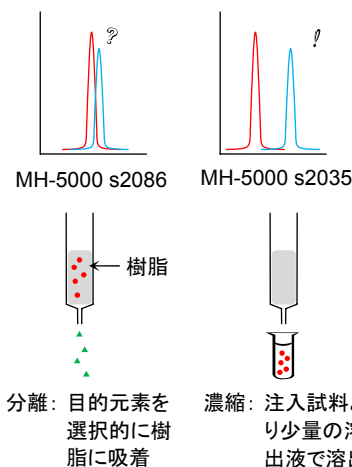 ?
!
MH-5000 s2086
MH-5000 s2035
樹脂
分離: 目的元素を
選択的に樹
脂に吸着
濃縮: 注入試料よ
り少量の溶
出液で溶出